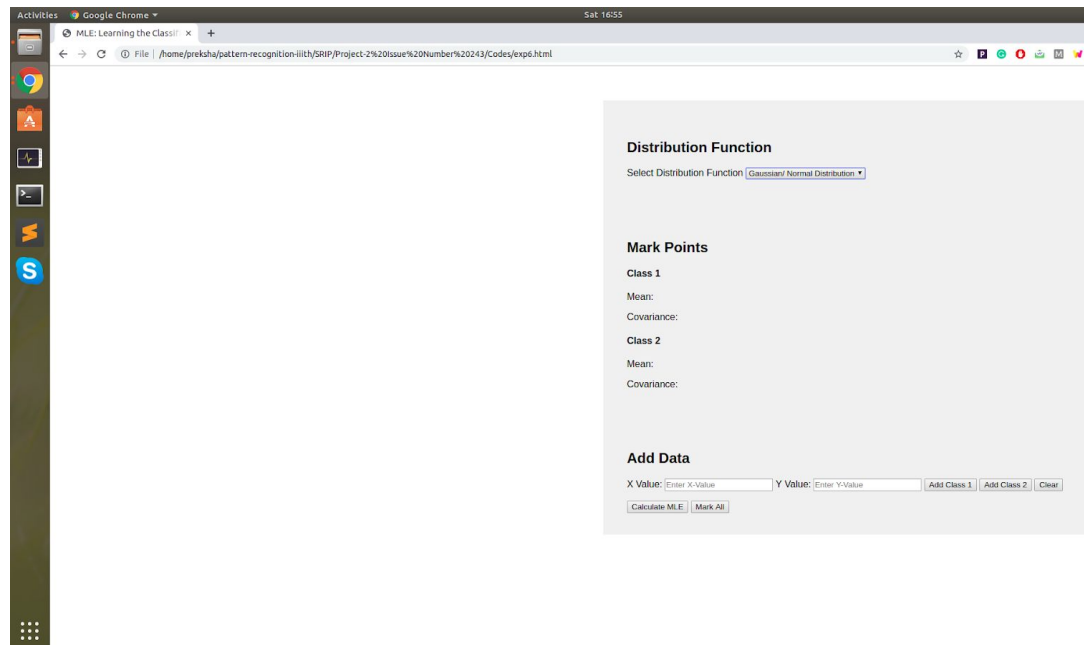 Activities Google Chrome ▾ Sat 16:55
MLE: Learning the Classif × +
File /home/preksha/pattern-recognition-iiith/SRIP/Project-2%20Issue%20Number%20243/Codes/exp6.html
Distribution Function
Select Distribution Function Gaussian/ Normal Distribution ▾
Mark Points
Class 1
Mean:
Covariance:
Class 2
Mean:
Covariance:
Add Data
X Value: Enter X-Value Y Value: Enter Y-Value Add Class 1 Add Class 2 Clear
Calculate MLE Mark All